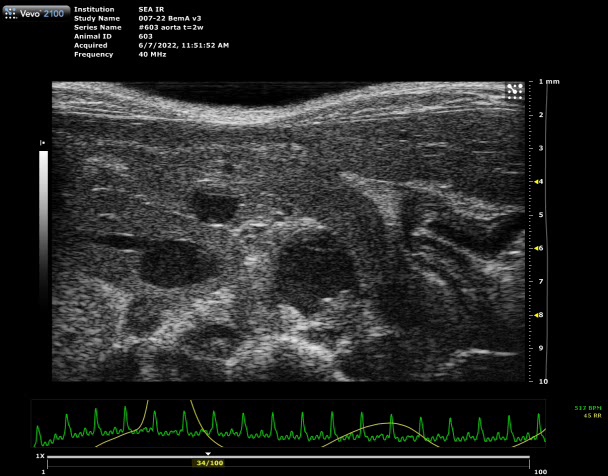 Vevo 2100
Institution SEA IR
Study Name 007-22 BemA v3
Series Name #603 aorta t=2w
Animal ID 603
Acquired 6/7/2022, 11:51:52 AM
Frequency 40 MHz
1 mm
2
3
4
5
6
7
8
9
10
512 BPM
45 RR
1X
34/100
1
100